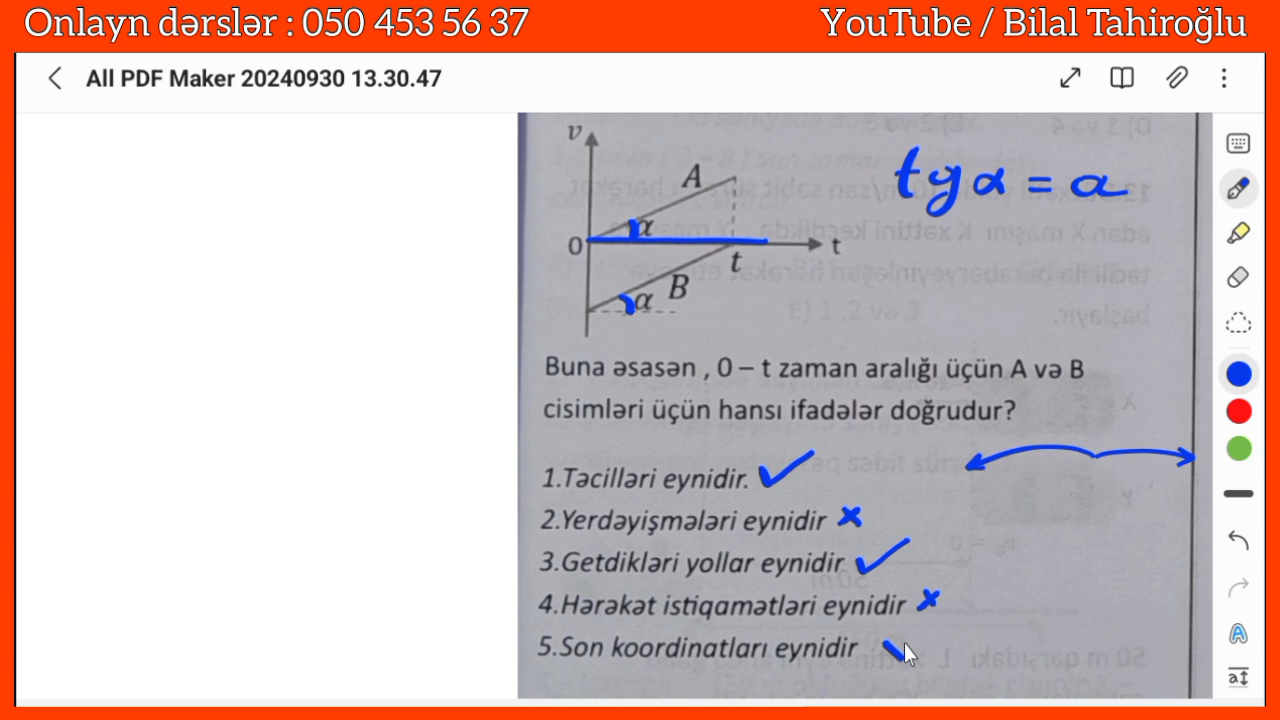 Onlayn dərslər : 050 453 56 37
YouTube / Bilal Tahiroğlu
All PDF Maker 20240930 13.30.47
v
A
tgα = a
α
0
t
t
B
α
Buna əsasən , 0 – t zaman aralığı üçün A və B
cisimləri üçün hansı ifadələr doğrudur?
1.Təcilləri eynidir.
2.Yerdəyişmələri eynidir
3.Getdikləri yollar eynidir
4.Hərəkət istiqamətləri eynidir
5.Son koordinatları eynidir